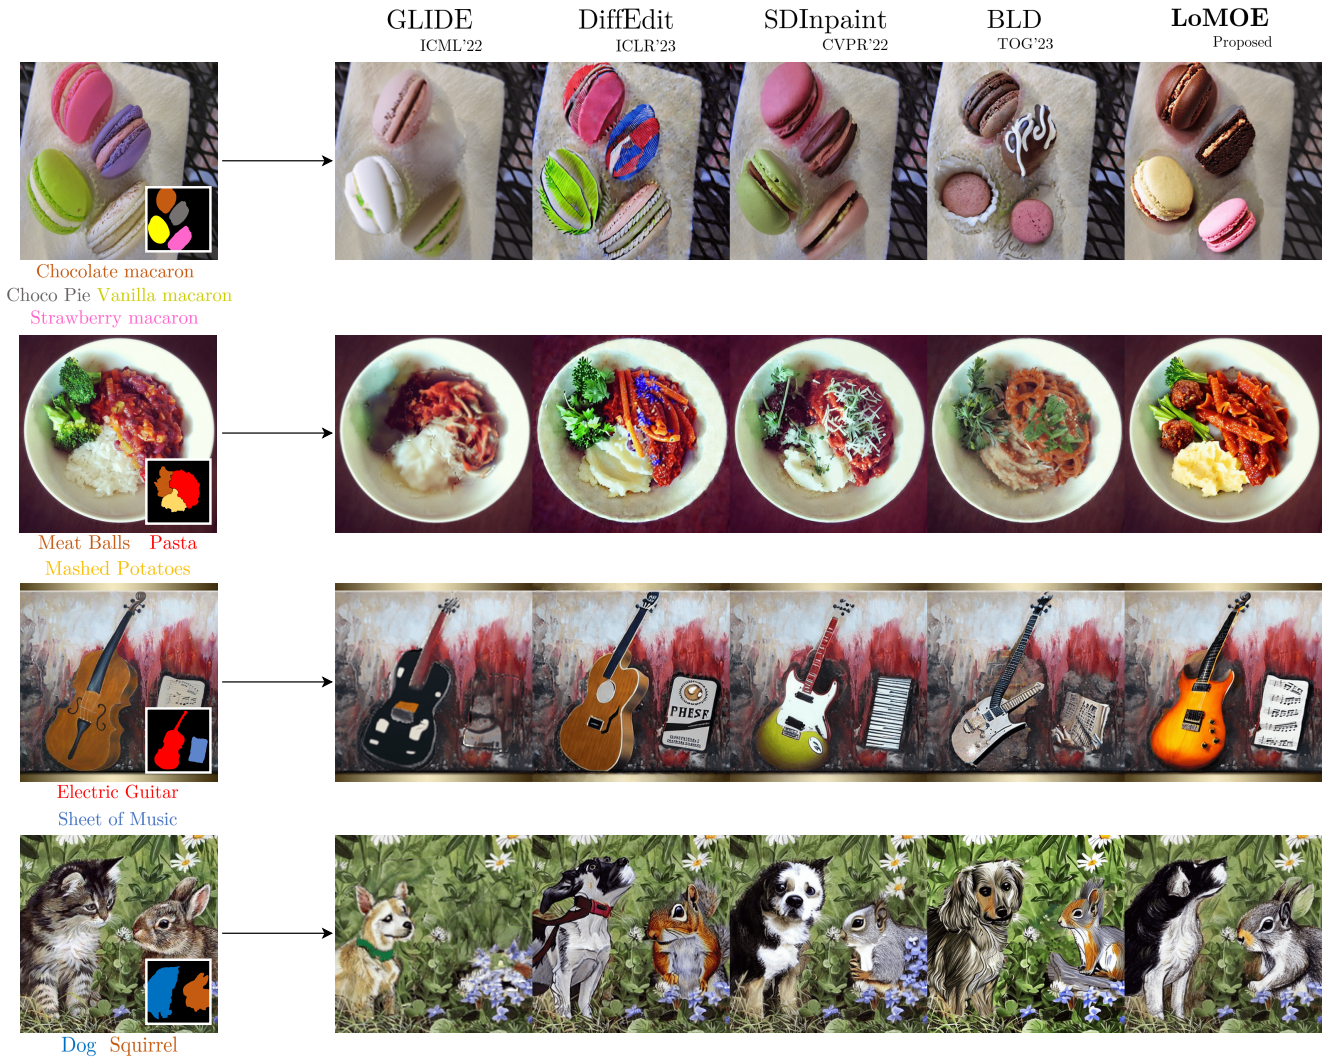 GLIDE DiffEdit SDInpaint BLD LoMOE
ICML'22 ICLR'23 CVPR'22 TOG'23 Proposed
Chocolate macaron
Choco Pie Vanilla macaron
Strawberry macaron
Meat Balls Pasta
Mashed Potatoes
PHESF
Electric Guitar
Sheet of Music
Dog Squirrel